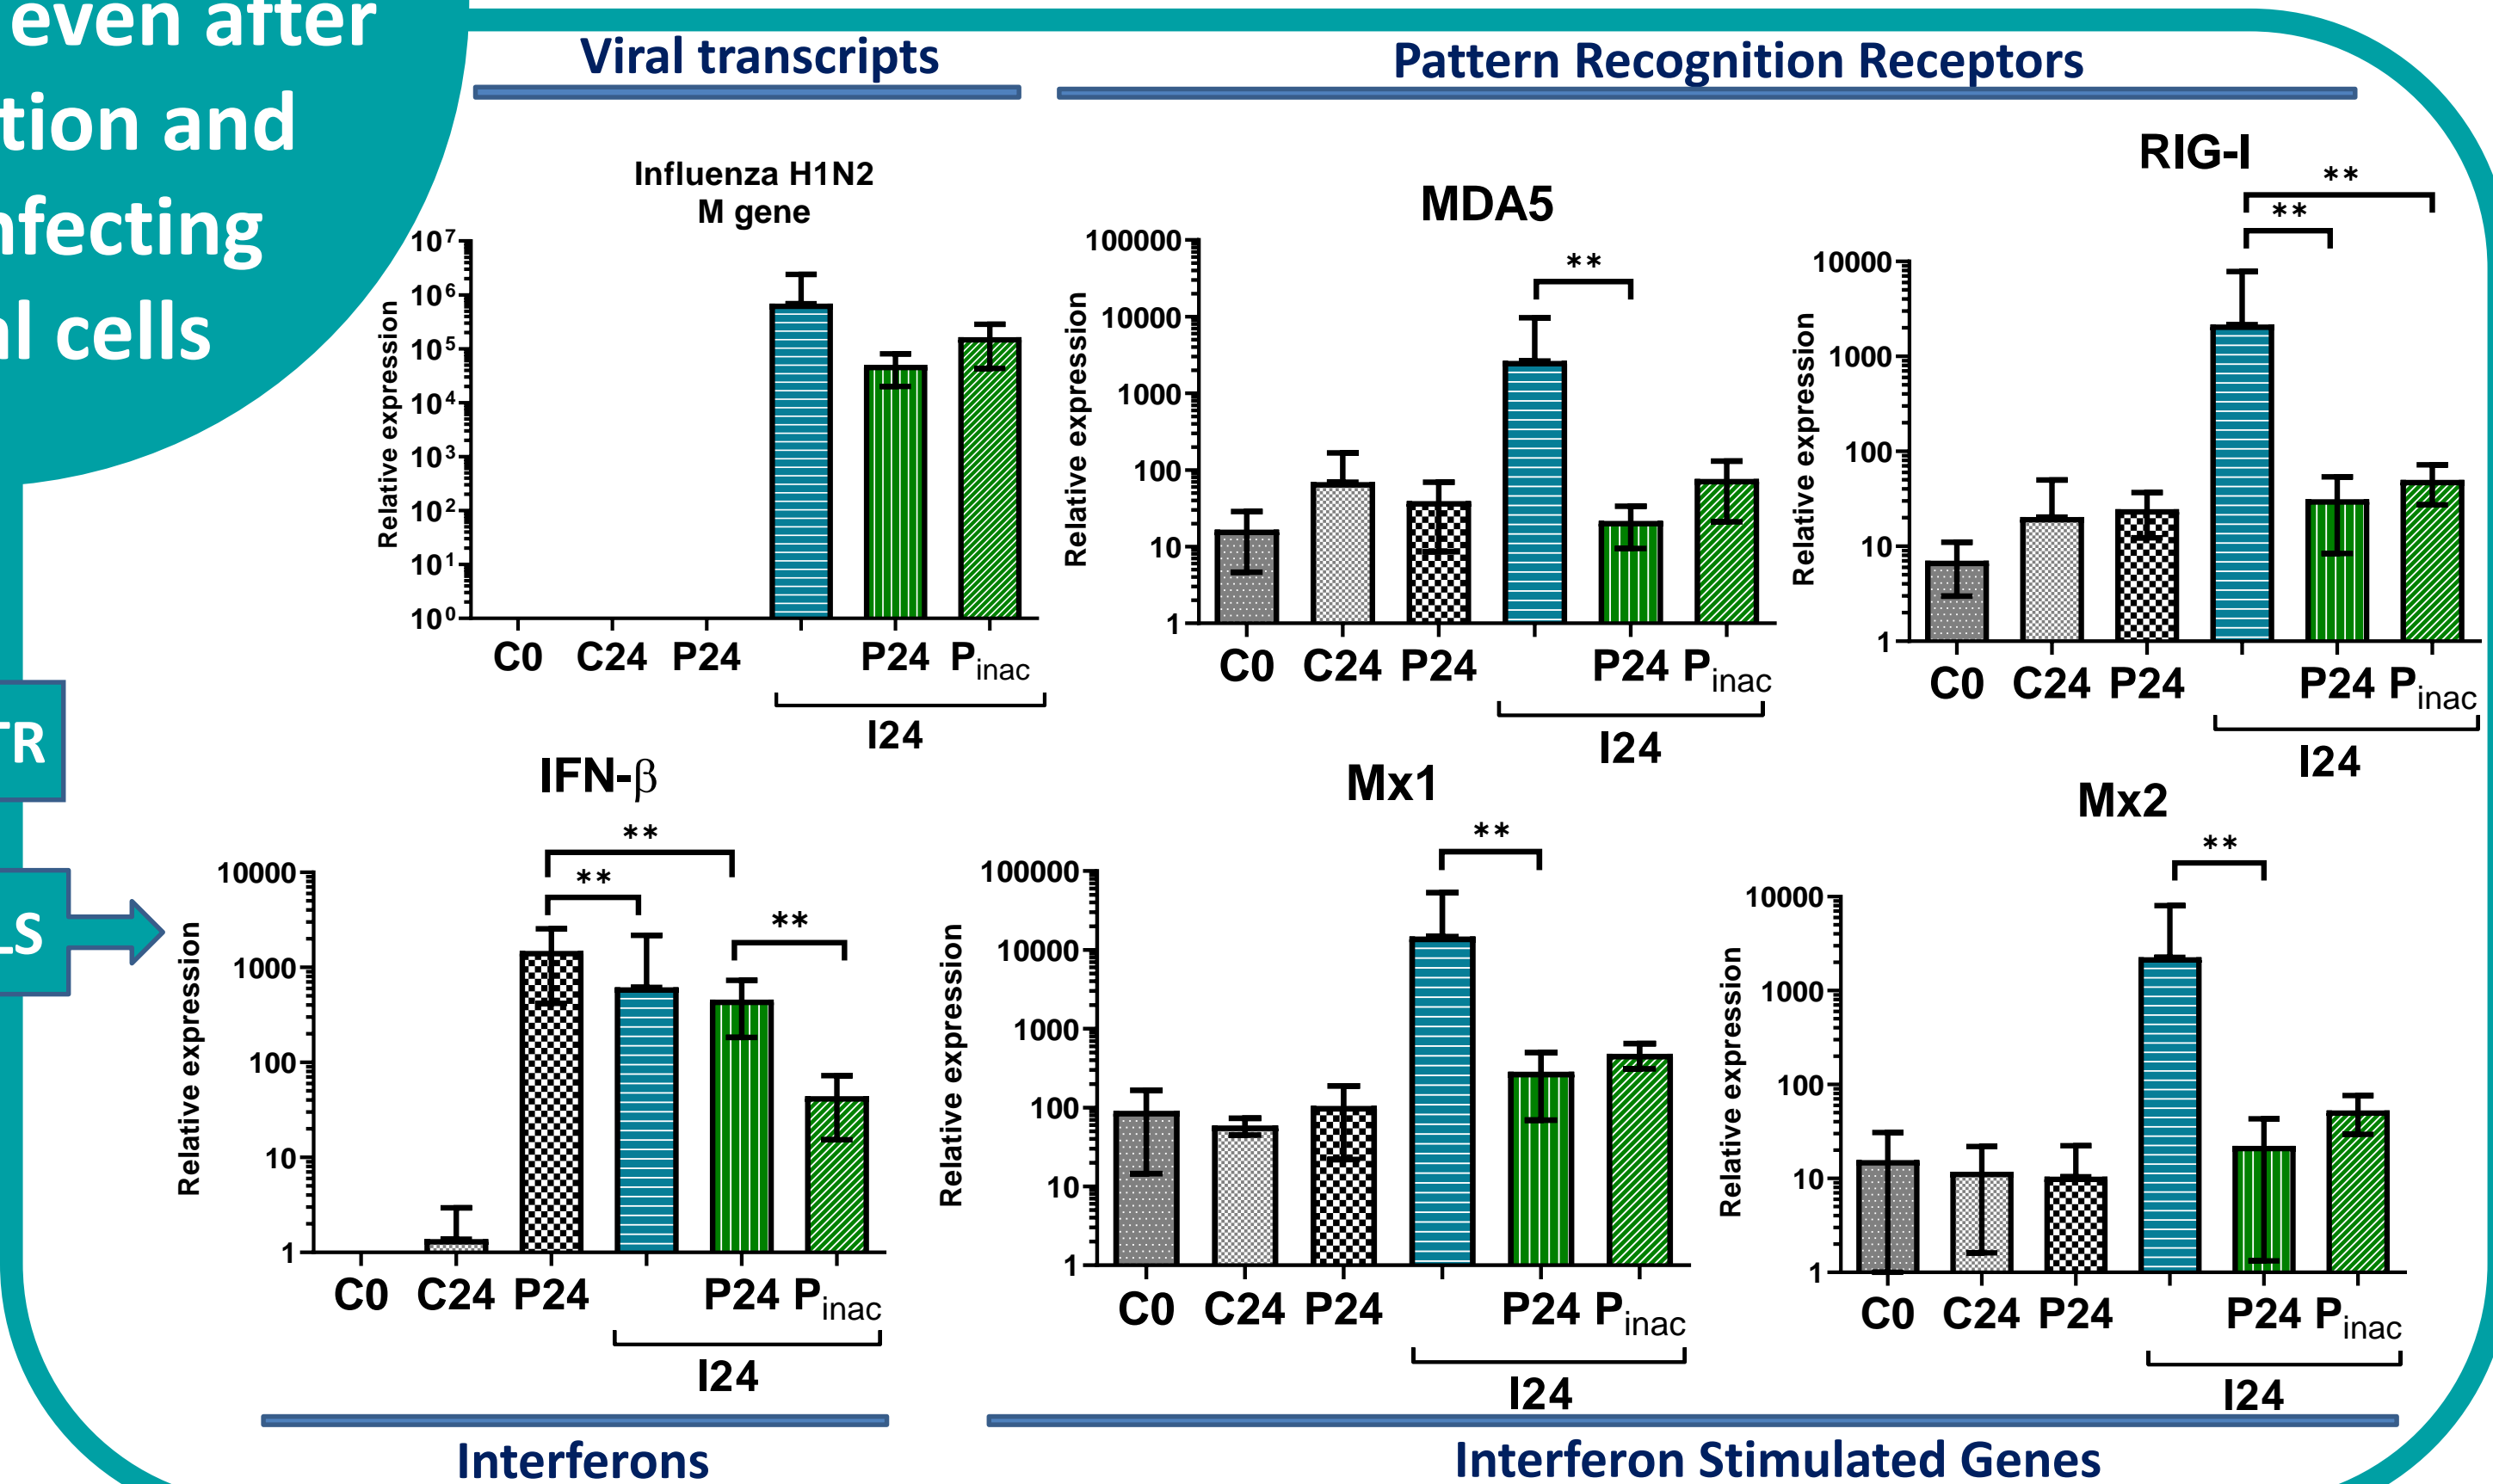 even after
tion and
nfecting
al cells
TR
LS
Viral transcripts
Pattern Recognition Receptors
Influenza H1N2
M gene
Relative expression
10⁷
10⁶
10⁵
10⁴
10³
10²
10¹
10⁰
C0 C24 P24 P24 Pinac
I24
MDA5
**
Relative expression
100000
10000
1000
100
10
1
C0 C24 P24 P24 Pinac
I24
RIG-I
**
**
Relative expression
10000
1000
100
10
1
C0 C24 P24 P24 Pinac
I24
IFN-β
**
**
**
Relative expression
10000
1000
100
10
1
C0 C24 P24 P24 Pinac
I24
Mx1
**
Relative expression
100000
10000
1000
100
10
1
C0 C24 P24 P24 Pinac
I24
Mx2
**
Relative expression
10000
1000
100
10
1
C0 C24 P24 P24 Pinac
I24
Interferons
Interferon Stimulated Genes